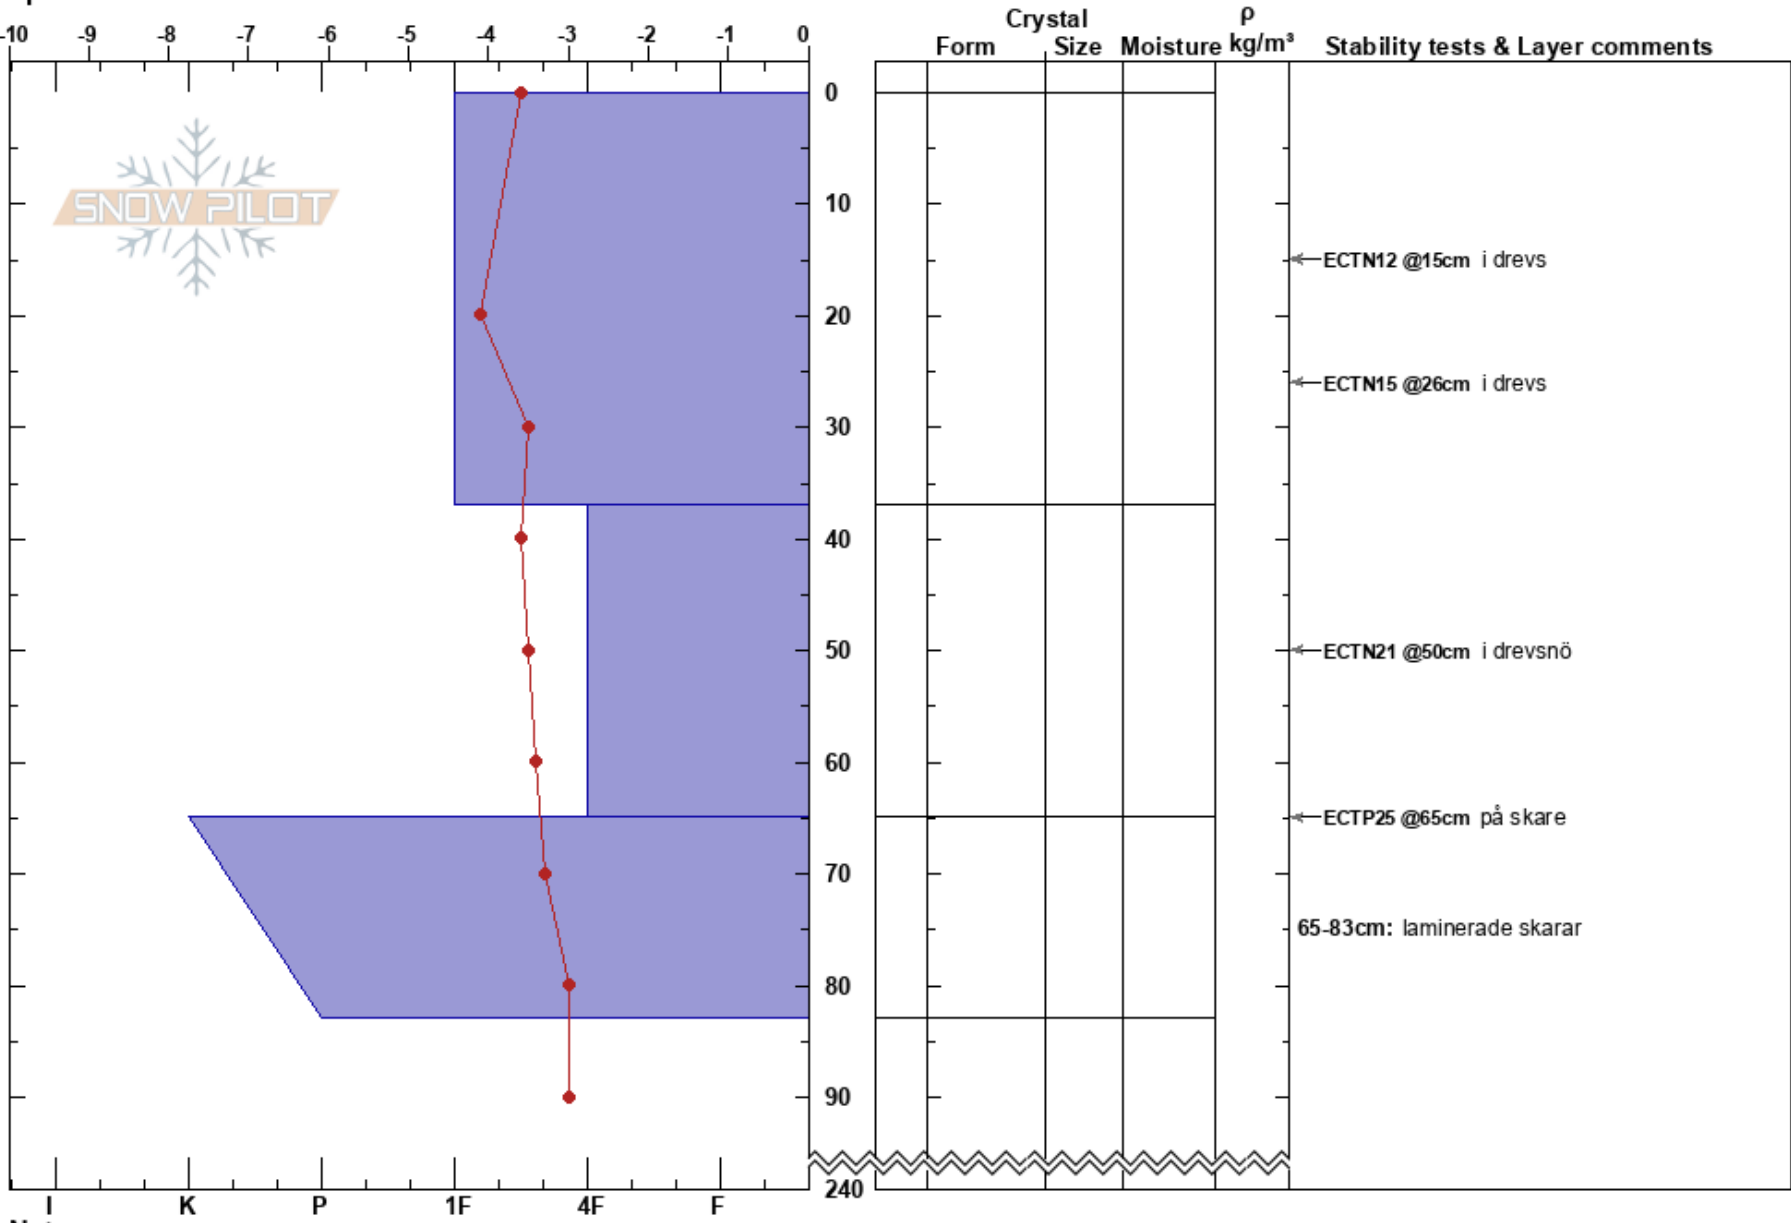 Crystal ρ
-10 -9 -8 -7 -6 -5 -4 -3 -2 -1 0 Form Size Moisture kg/m³ Stability tests & Layer comments
0
SNOW PILOT
10
ECTN12 @15cm i drevs
20
ECTN15 @26cm i drevs
30
40
50 ECTN21 @50cm i drevsnö
60
ECTP25 @65cm på skare
70
65-83cm: laminerade skarar
80
90
240
I K P 1F 4F F